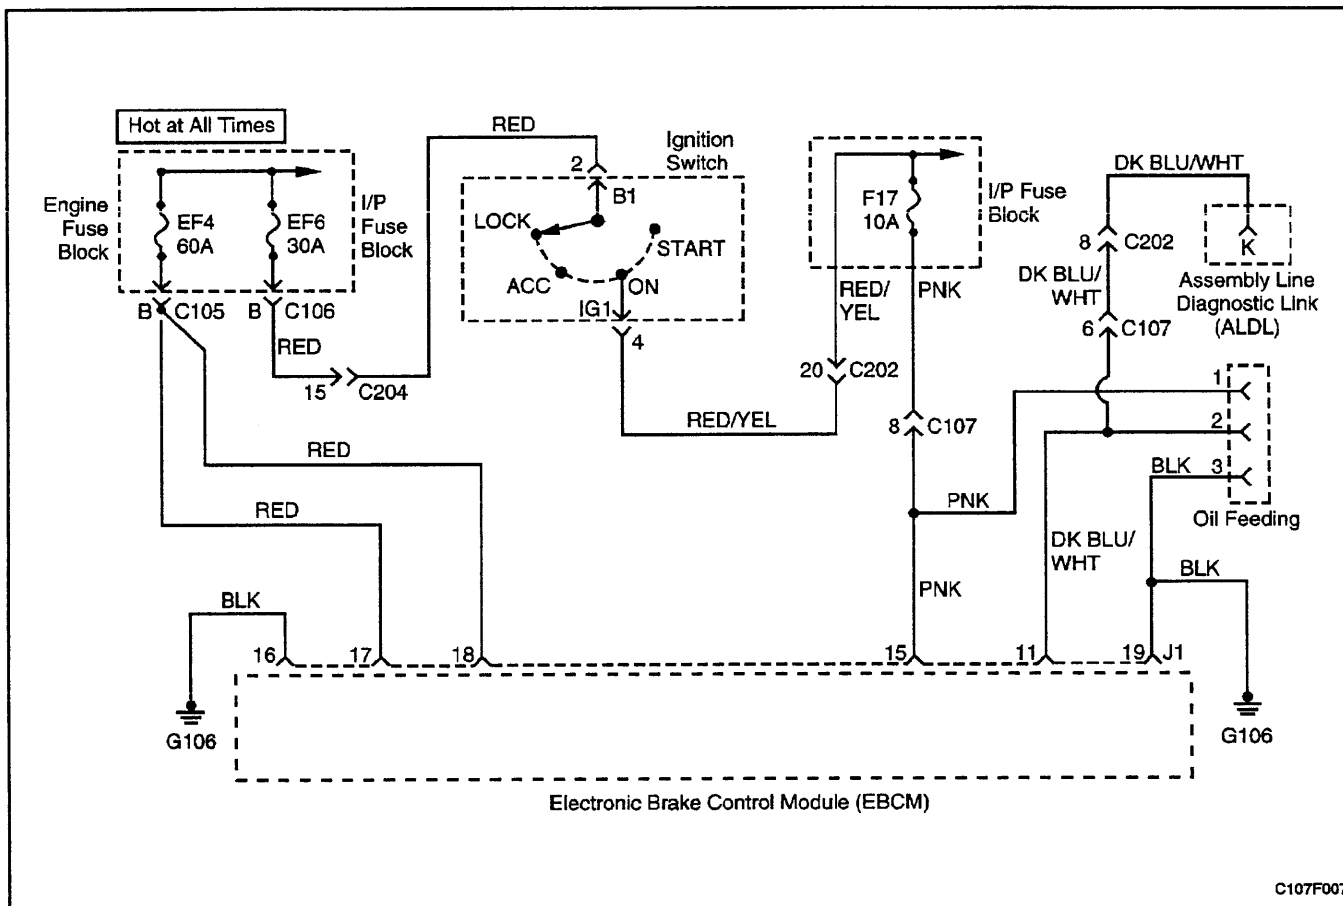 Hot at All Times
Engine
Fuse
Block
EF4
60A
EF6
30A
I/P
Fuse
Block
B
C105
B
C106
RED
15
C204
RED
2
Ignition
Switch
B1
LOCK
ACC
ON
START
IG1
4
RED/YEL
F17
10A
I/P Fuse
Block
RED/
YEL
PNK
20
C202
8
C107
DK BLU/WHT
8
C202
K
DK BLU/
WHT
Assembly Line
Diagnostic Link
(ALDL)
6
C107
1
2
BLK
3
Oil Feeding
RED
RED
PNK
DK BLU/
WHT
PNK
BLK
BLK
16
17
18
15
11
19
J1
G106
G106
Electronic Brake Control Module (EBCM)
C107F007